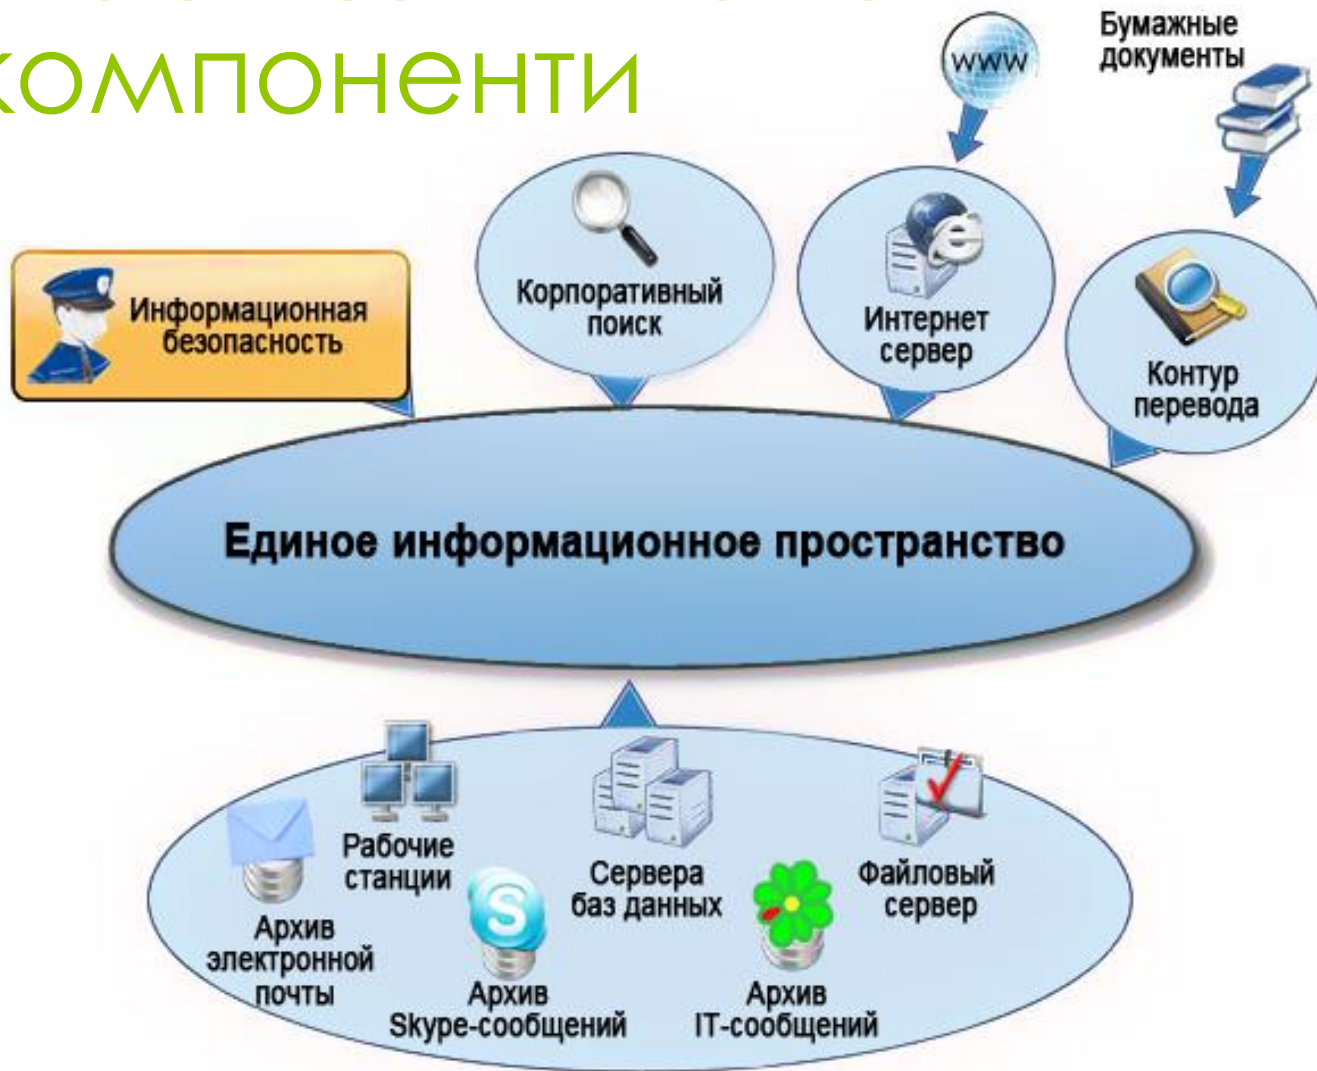 компоненти
www
Бумажные
документы
Информационная
безопасность
Корпоративный
поиск
Интернет
сервер
Контур
перевода
Единое информационное пространство
Рабочие
станции
Сервера
баз данных
Файловый
сервер
Архив
электронной
почты
Архив
Skype-сообщений
Архив
IT-сообщений